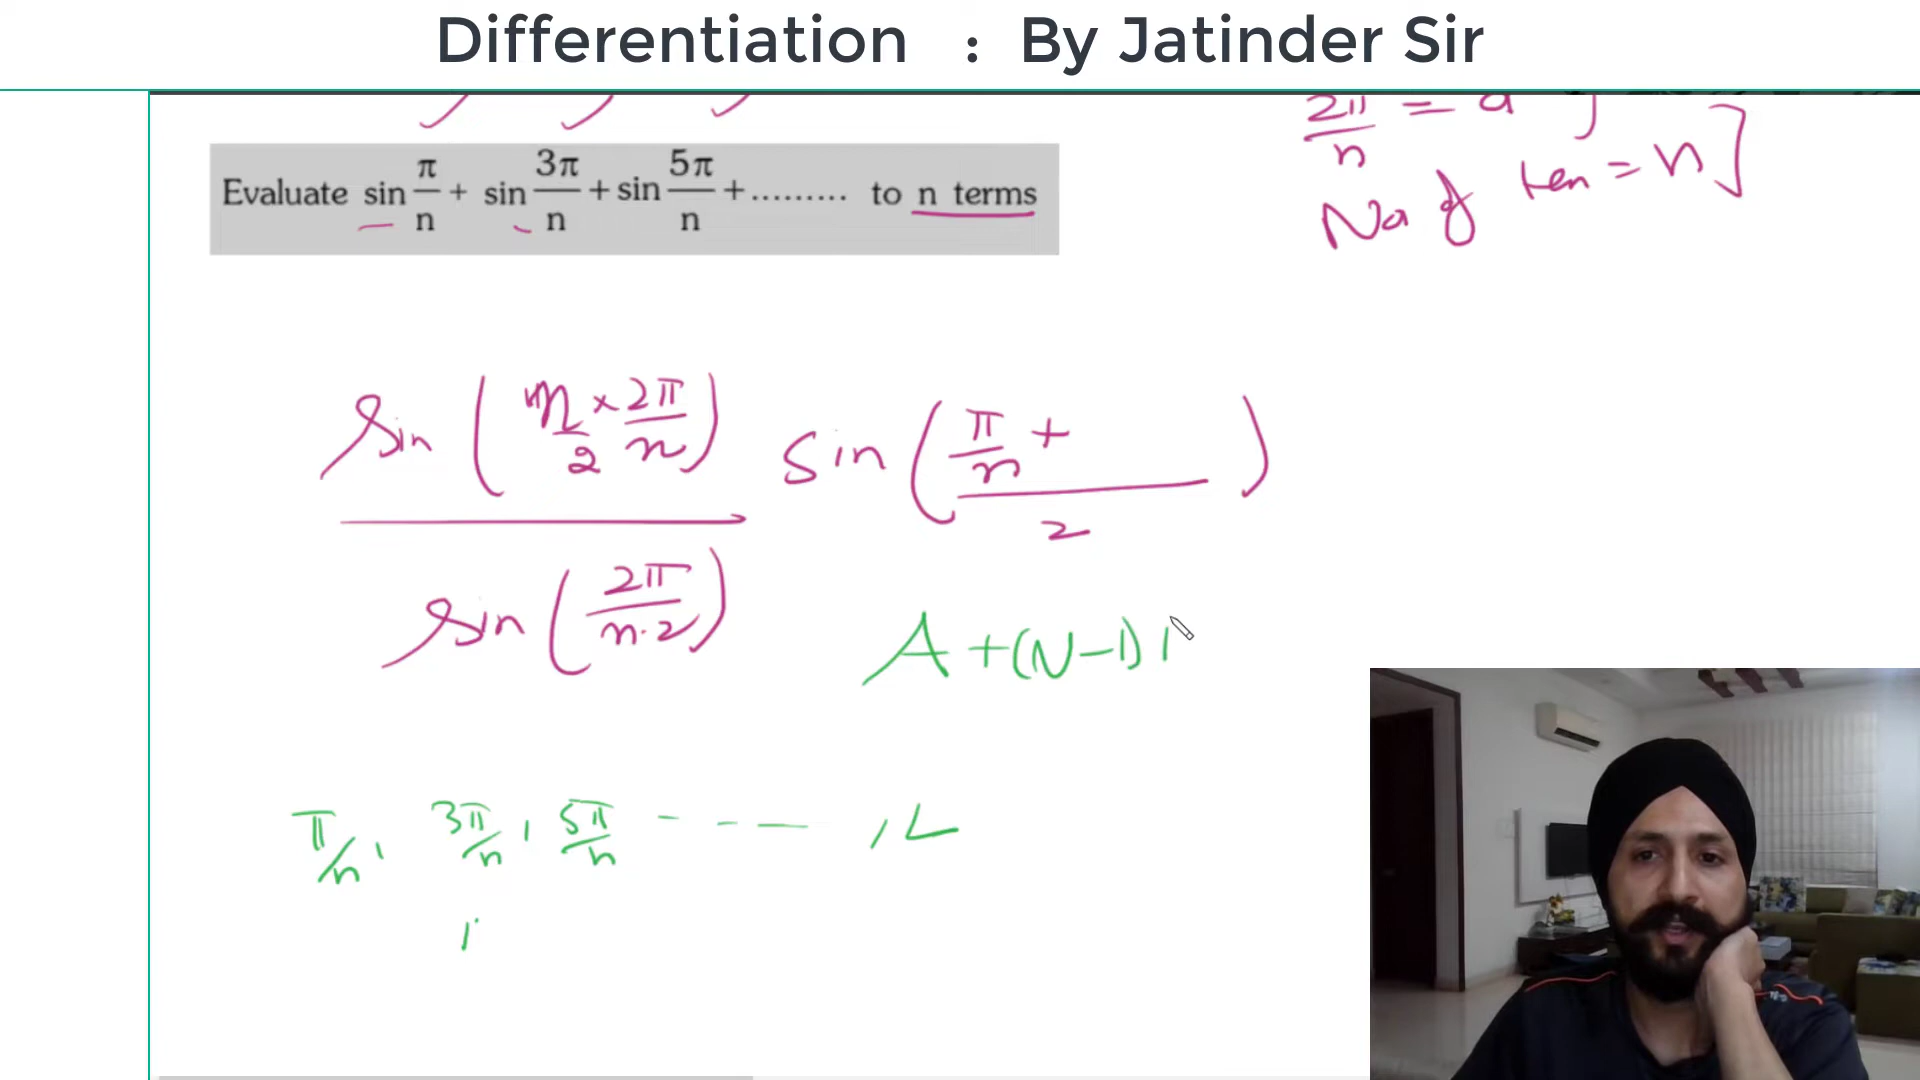 Differentiation : By Jatinder Sir
2π/n = d ]
No of ten = n ]
Evaluate sin π/n + sin 3π/n + sin 5π/n + ......... to n terms
sin (n/2 × 2π/n) sin (π/n + / 2)
sin (2π/n·2)
A + (N-1)
π/n, 3π/n, 5π/n - - - , L